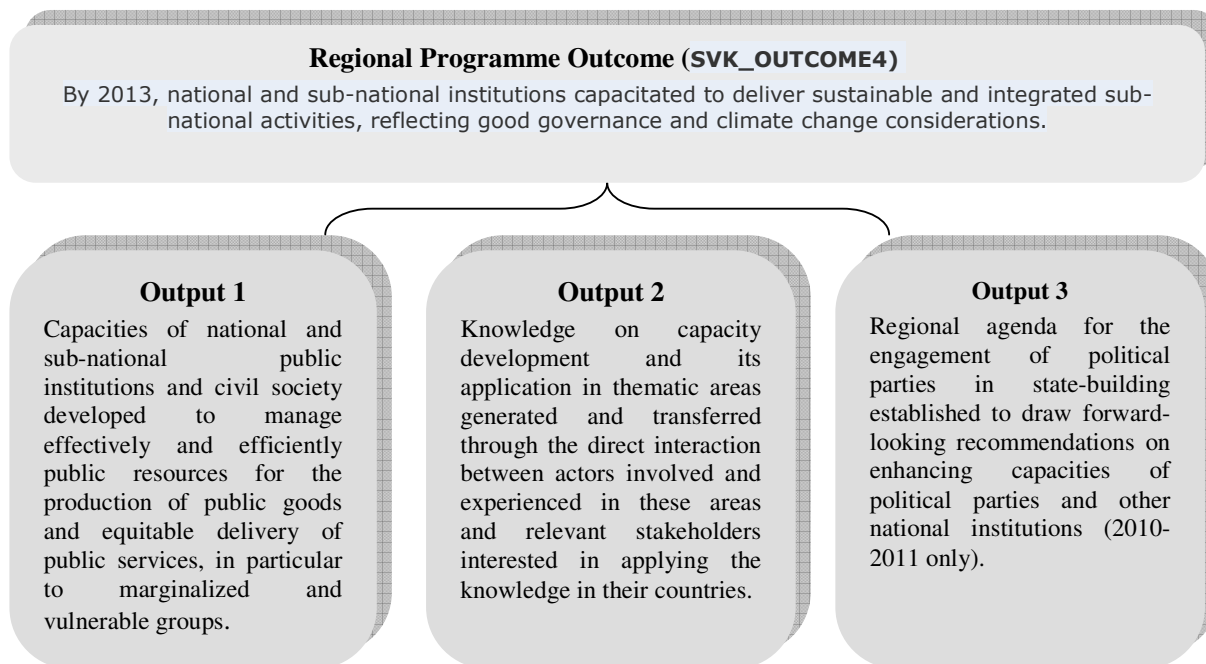 Regional Programme Outcome (SVK_OUTCOME4)
By 2013, national and sub-national institutions capacitated to deliver sustainable and integrated sub-
national activities, reflecting good governance and climate change considerations.
Output 1
Capacities of national and
sub-national public
institutions and civil society
developed to manage
effectively and efficiently
public resources for the
production of public goods
and equitable delivery of
public services, in particular
to marginalized and
vulnerable groups.
Output 2
Knowledge on capacity
development and its
application in thematic areas
generated and transferred
through the direct interaction
between actors involved and
experienced in these areas
and relevant stakeholders
interested in applying the
knowledge in their countries.
Output 3
Regional agenda for the
engagement of political
parties in state-building
established to draw forward-
looking recommendations on
enhancing capacities of
political parties and other
national institutions (2010-
2011 only).